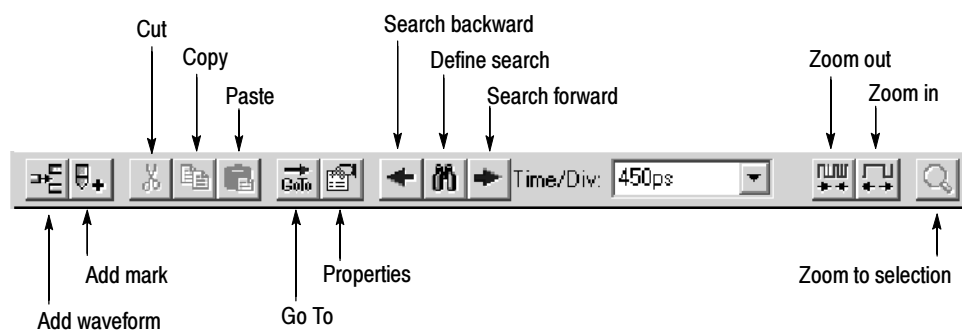 Cut
Copy
Paste
Search backward
Define search
Search forward
Zoom out
Zoom in
GoTo
Time/Div: 450ps
Add waveform
Add mark
Go To
Properties
Zoom to selection